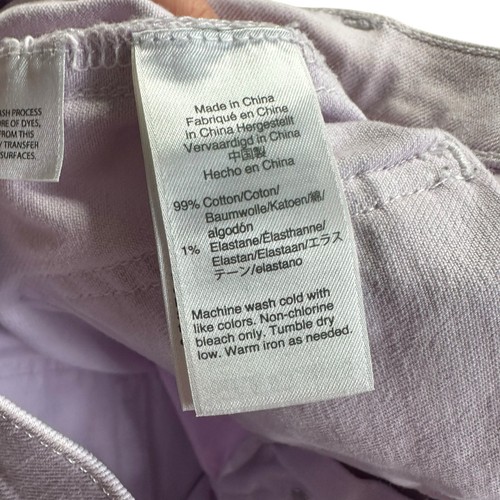 SH PROCESS
RE OF DYES,
FROM THIS
Y TRANSFER
SURFACES.
Made in China
Fabriqué en China
in China Hergestellt
Vervaardigd in China
中国製
Hecho en China
99% Cotton/Coton/
Baumwolle/Katoen/綿/
algodón
1% Elastane/Élasthanne/
Elastan/Elastaan/エラス
テーン/elastano
Machine wash cold with
like colors. Non-chlorine
bleach only. Tumble dry
low. Warm iron as needed.